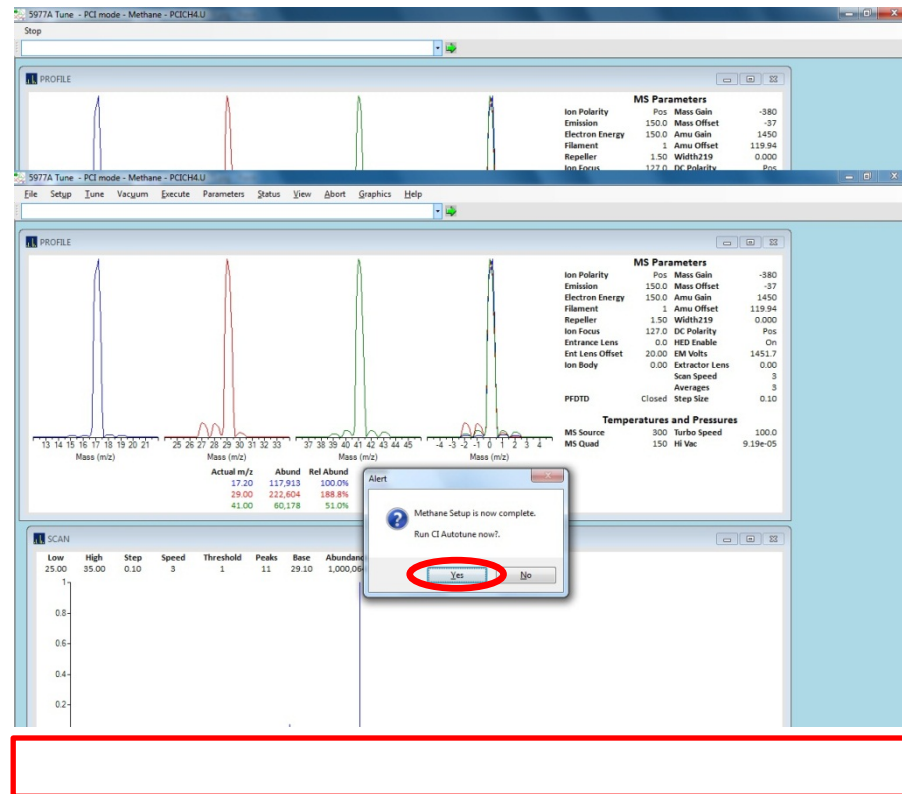 5977A Tune - PCI mode - Methane - PCICH4.U
Stop
PROFILE
MS Parameters
Ion Polarity Pos Mass Gain -380
Emission 150.0 Mass Offset -37
Electron Energy 150.0 Amu Gain 1450
Filament 1 Amu Offset 119.94
Repeller 1.50 Width219 0.000
Ion Focus 127.0 DC Polarity Pos
5977A Tune - PCI mode - Methane - PCICH4.U
File Setup Tune Vacuum Execute Parameters Status View Abort Graphics Help
PROFILE
MS Parameters
Ion Polarity Pos Mass Gain -380
Emission 150.0 Mass Offset -37
Electron Energy 150.0 Amu Gain 1450
Filament 1 Amu Offset 119.94
Repeller 1.50 Width219 0.000
Ion Focus 127.0 DC Polarity Pos
Entrance Lens 0.0 HED Enable On
Ent Lens Offset 20.00 EM Volts 1451.7
Ion Body 0.00 Extractor Lens 0.00
Scan Speed 3
Averages 3
PFDTD Closed Step Size 0.10
Temperatures and Pressures
MS Source 300 Turbo Speed 100.0
MS Quad 150 Hi Vac 9.19e-05
13 14 15 16 17 18 19 20 21 25 26 27 28 29 30 31 32 33 37 38 39 40 41 42 43 44 45 -4 -3 -2 -1 0 1 2 3 4
Mass (m/z) Mass (m/z) Mass (m/z) Mass (m/z)
Actual m/z Abund Rel Abund
17.20 117,913 100.0%
29.00 222,604 188.8%
41.00 60,178 51.0%
Alert
Methane Setup is now complete.
Run CI Autotune now?.
Yes No
SCAN
Low High Step Speed Threshold Peaks Base
25.00 35.00 0.10 3 1 11 29.10
1
0.8
0.6
0.4
0.2